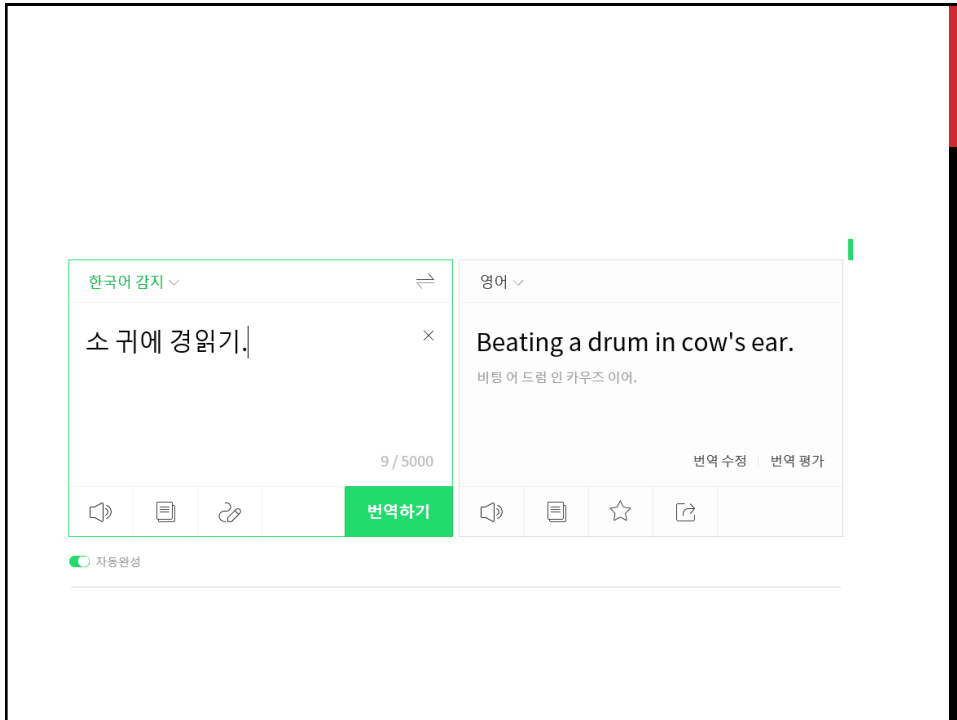 한국어 감지
소 귀에 경읽기.
9 / 5000
번역하기
자동완성
영어
Beating a drum in cow's ear.
비팅 어 드럼 인 카우즈 이어.
번역 수정 번역 평가